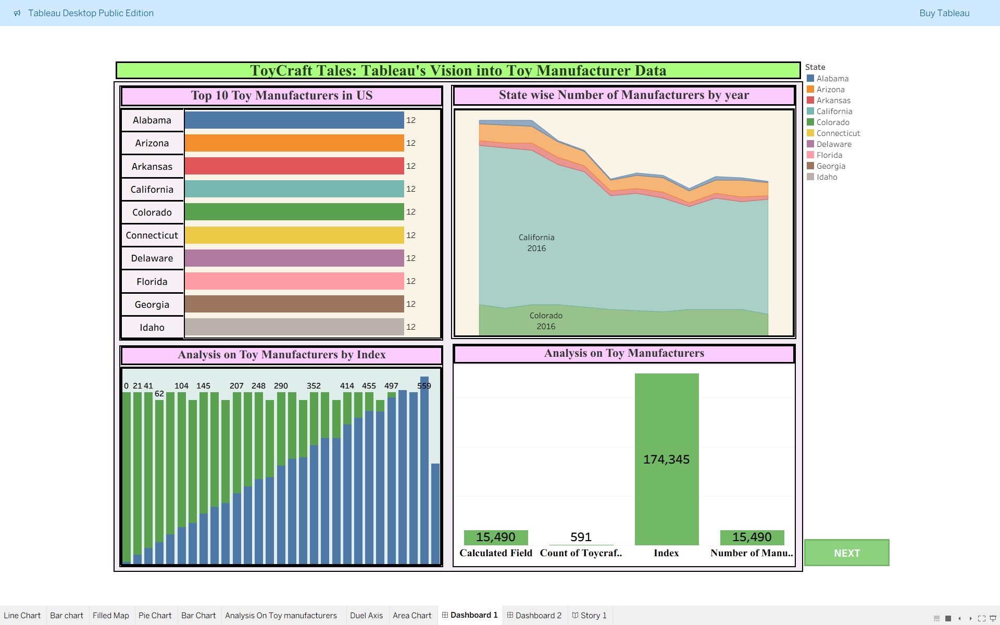 Tableau Desktop Public Edition
Buy Tableau
ToyCraft Tales: Tableau's Vision into Toy Manufacturer Data
Top 10 Toy Manufacturers in US
Alabama 12
Arizona 12
Arkansas 12
California 12
Colorado 12
Connecticut 12
Delaware 12
Florida 12
Georgia 12
Idaho 12
State wise Number of Manufacturers by year
California
2016
Colorado
2016
State
Alabama
Arizona
Arkansas
California
Colorado
Connecticut
Delaware
Florida
Georgia
Idaho
Analysis on Toy Manufacturers by Index
0 21 41 62 104 145 207 248 290 352 414 455 497 559
Analysis on Toy Manufacturers
174,345
15,490 591 15,490
Calculated Field Count of Toycraf.. Index Number of Manu..
NEXT
Line Chart Bar chart Filled Map Pie Chart Bar Chart Analysis On Toy manufacturers Duel Axis Area Chart Dashboard 1 Dashboard 2 Story 1